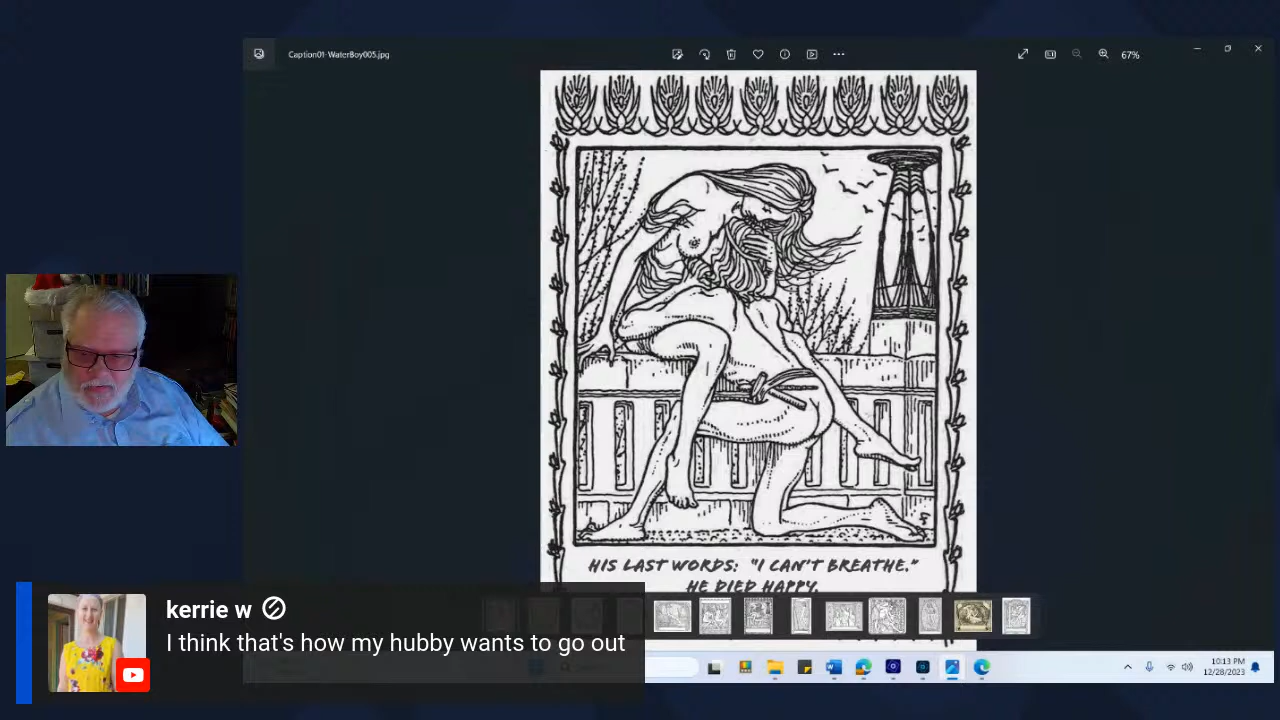 Caption01-WaterBoy005.jpg
67%
HIS LAST WORDS: "I CAN'T BREATHE."
HE DIED HAPPY.
kerrie w
I think that's how my hubby wants to go out
10:13 PM
12/28/2023